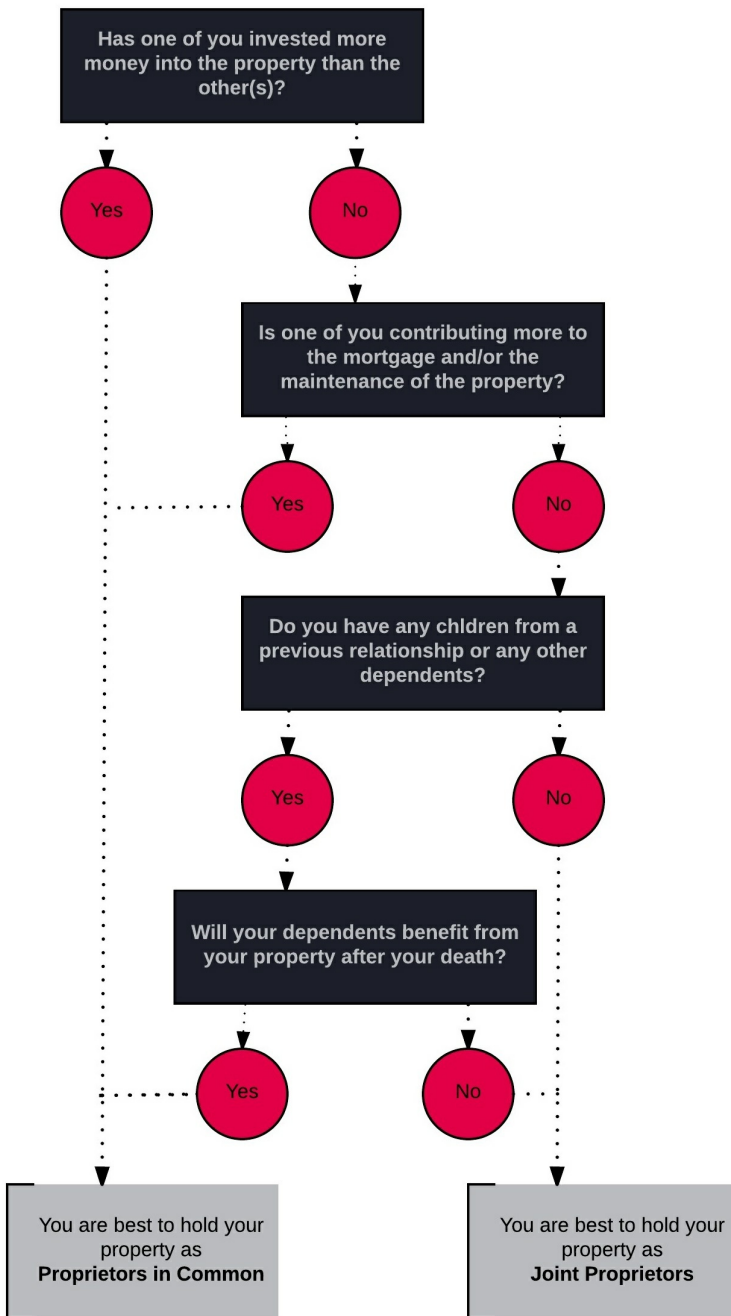 Has one of you invested more
money into the property than the
other(s)?
Yes
No
Is one of you contributing more to
the mortgage and/or the
maintenance of the property?
Yes
No
Do you have any chldren from a
previous relationship or any other
dependents?
Yes
No
Will your dependents benefit from
your property after your death?
Yes
No
You are best to hold your
property as
Proprietors in Common
You are best to hold your
property as
Joint Proprietors